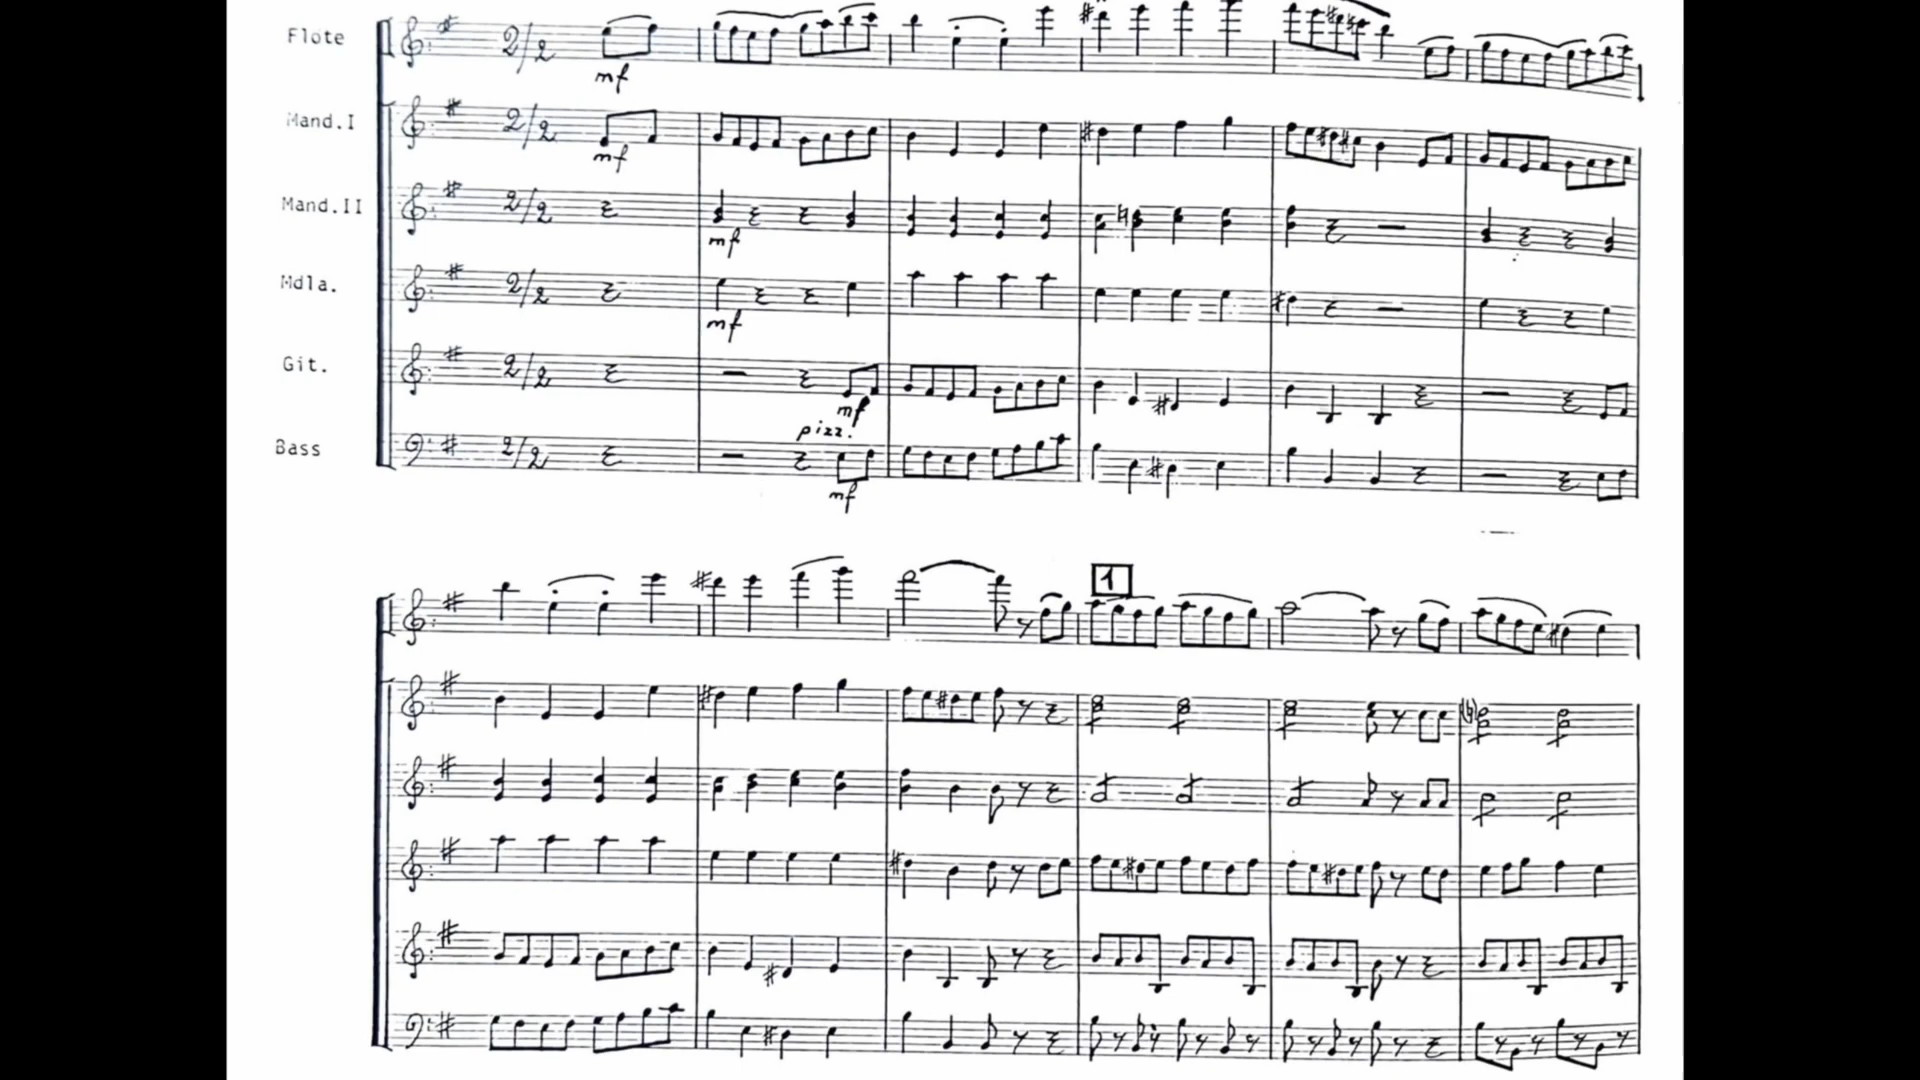 Flöte 2/2 mf
Mand.I 2/2 mf
Mand.II 2/2 mf
Mdla. 2/2 mf
Git. 2/2 mf
pizz.
Bass 2/2 mf
1